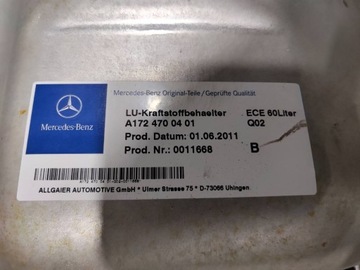 Mercedes-Benz Original-Teile / Geprüfte Qualität
Mercedes-Benz
LU-Kraftstoffbehaelter ECE 60Liter
A172 470 04 01 Q02
Prod. Datum: 01.06.2011
Prod. Nr.: 0011668 B
ALLGAIER AUTOMOTIVE GmbH * Ulmer Strasse 75 * D-73066 Uhingen